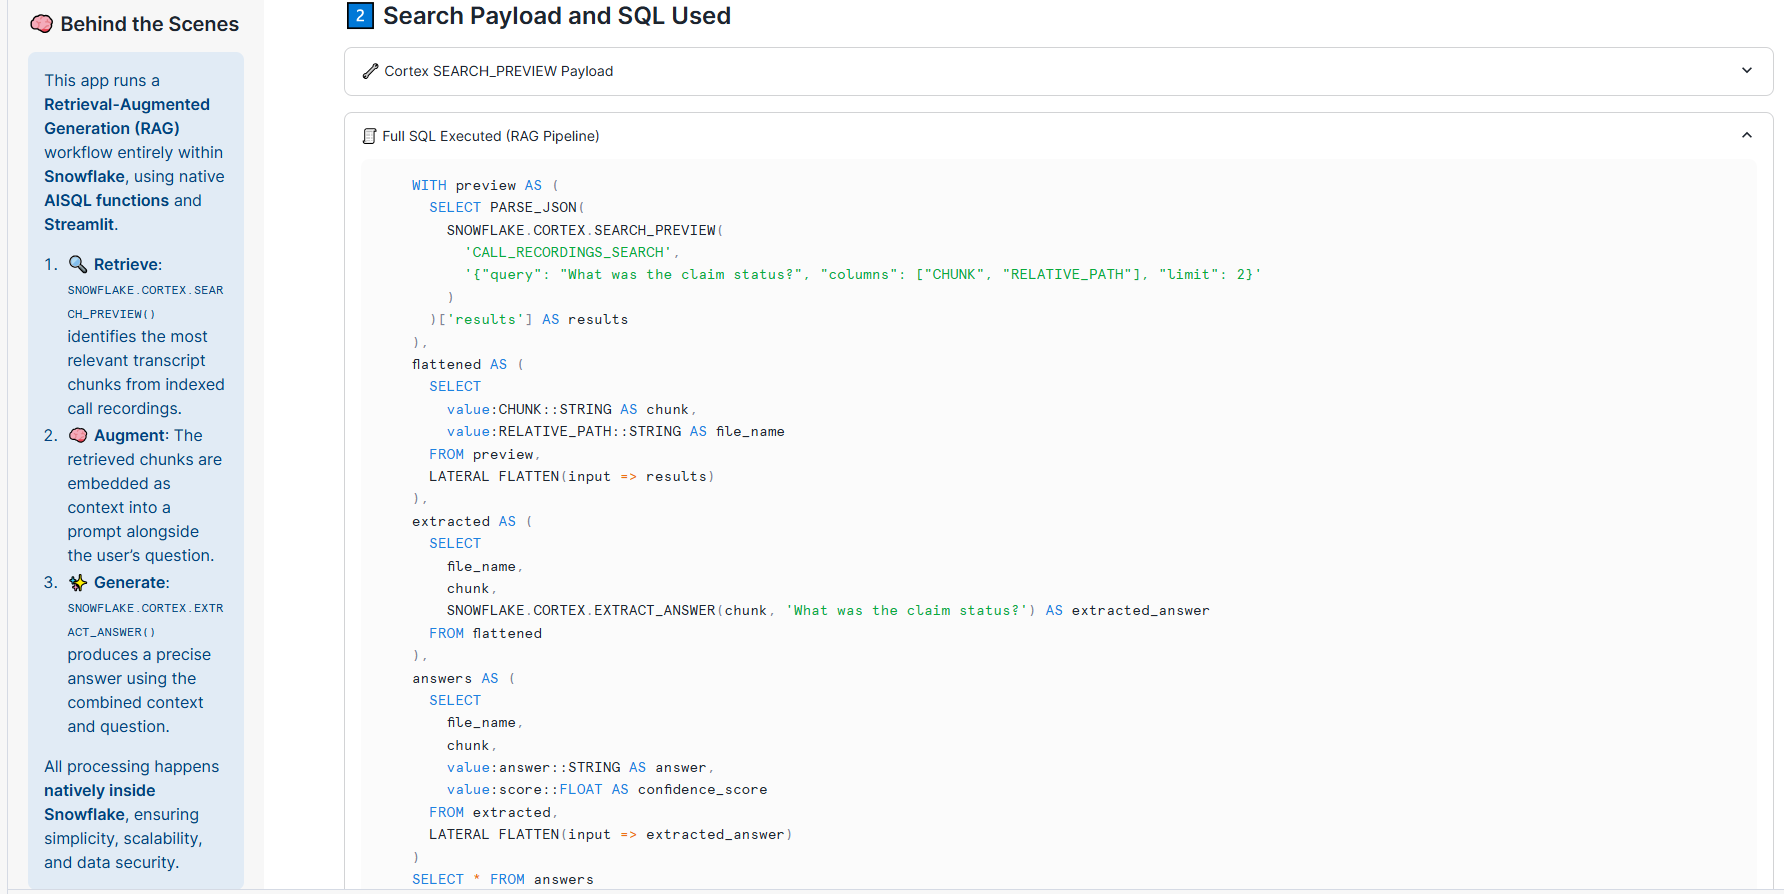 🧠 Behind the Scenes
This app runs a
Retrieval-Augmented
Generation (RAG)
workflow entirely within
Snowflake, using native
AISQL functions and
Streamlit.
1. 🔍 Retrieve:
SNOWFLAKE.CORTEX.SEAR
CH_PREVIEW()
identifies the most
relevant transcript
chunks from indexed
call recordings.
2. 🧠 Augment: The
retrieved chunks are
embedded as
context into a
prompt alongside
the user’s question.
3. ✨ Generate:
SNOWFLAKE.CORTEX.EXTR
ACT_ANSWER()
produces a precise
answer using the
combined context
and question.
All processing happens
natively inside
Snowflake, ensuring
simplicity, scalability,
and data security.
2 Search Payload and SQL Used
Cortex SEARCH_PREVIEW Payload
Full SQL Executed (RAG Pipeline)
WITH preview AS (
SELECT PARSE_JSON(
SNOWFLAKE.CORTEX.SEARCH_PREVIEW(
'CALL_RECORDINGS_SEARCH',
'{"query": "What was the claim status?", "columns": ["CHUNK", "RELATIVE_PATH"], "limit": 2}'
)
)['results'] AS results
),
flattened AS (
SELECT
value:CHUNK::STRING AS chunk,
value:RELATIVE_PATH::STRING AS file_name
FROM preview,
LATERAL FLATTEN(input => results)
),
extracted AS (
SELECT
file_name,
chunk,
SNOWFLAKE.CORTEX.EXTRACT_ANSWER(chunk, 'What was the claim status?') AS extracted_answer
FROM flattened
),
answers AS (
SELECT
file_name,
chunk,
value:answer::STRING AS answer,
value:score::FLOAT AS confidence_score
FROM extracted,
LATERAL FLATTEN(input => extracted_answer)
)
SELECT * FROM answers